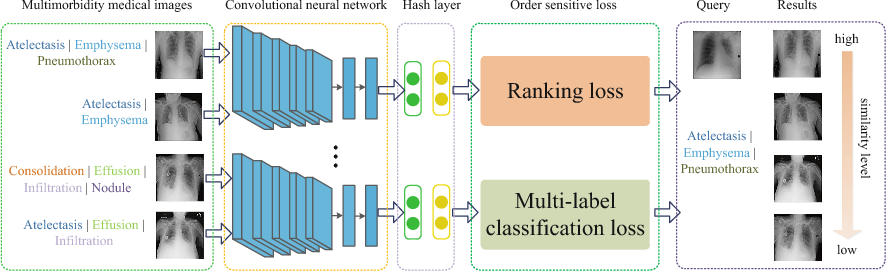 Multimorbidity medical images
Convolutional neural network
Hash layer
Order sensitive loss
Query
Results
Atelectasis | Emphysema |
Pneumothorax
Atelectasis |
Emphysema
Consolidation | Effusion |
Infiltration | Nodule
Atelectasis | Effusion |
Infiltration
Ranking loss
Multi-label
classification loss
Atelectasis |
Emphysema |
Pneumothorax
high
similarity level
low